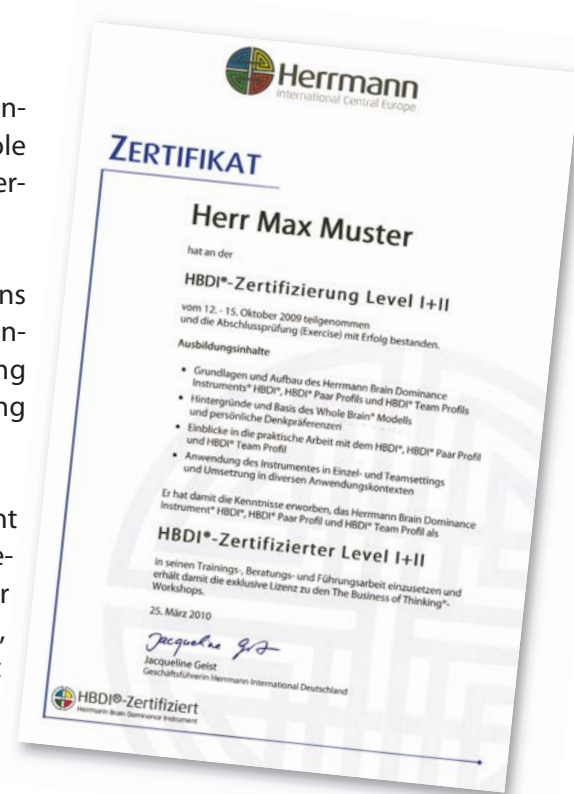 n-
ole
er-
ns
n-
ng
ng
nt
e-
r
,
Herrmann
International Central Europe
ZERTIFIKAT
Herr Max Muster
hat an der
HBDI®-Zertifizierung Level I+II
vom 12. - 15. Oktober 2009 teilgenommen
und die Abschlussprüfung (Exercise) mit Erfolg bestanden.
Ausbildungsinhalte
• Grundlagen und Aufbau des Herrmann Brain Dominance
Instruments® HBDI®, HBDI® Paar Profils und HBDI® Team Profils
• Hintergründe und Basis des Whole Brain® Modells
und persönliche Denkpräferenzen
• Einblicke in die praktische Arbeit mit dem HBDI®, HBDI® Paar Profil
und HBDI® Team Profil
• Anwendung des Instrumentes in Einzel- und Teamsettings
und Umsetzung in diversen Anwendungskontexten
Er hat damit die Kenntnisse erworben, das Herrmann Brain Dominance
Instrument® HBDI®, HBDI® Paar Profil und HBDI® Team Profil als
HBDI®-Zertifizierter Level I+II
in seinen Trainings-, Beratungs- und Führungsarbeit einzusetzen und
erhält damit die exklusive Lizenz zu den The Business of Thinking®-
Workshops.
25. März 2010
Jacqueline
Jacqueline Geist
Geschäftsführerin Herrmann International Deutschland
HBDI®-Zertifiziert
Herrmann Brain Dominance Instrument